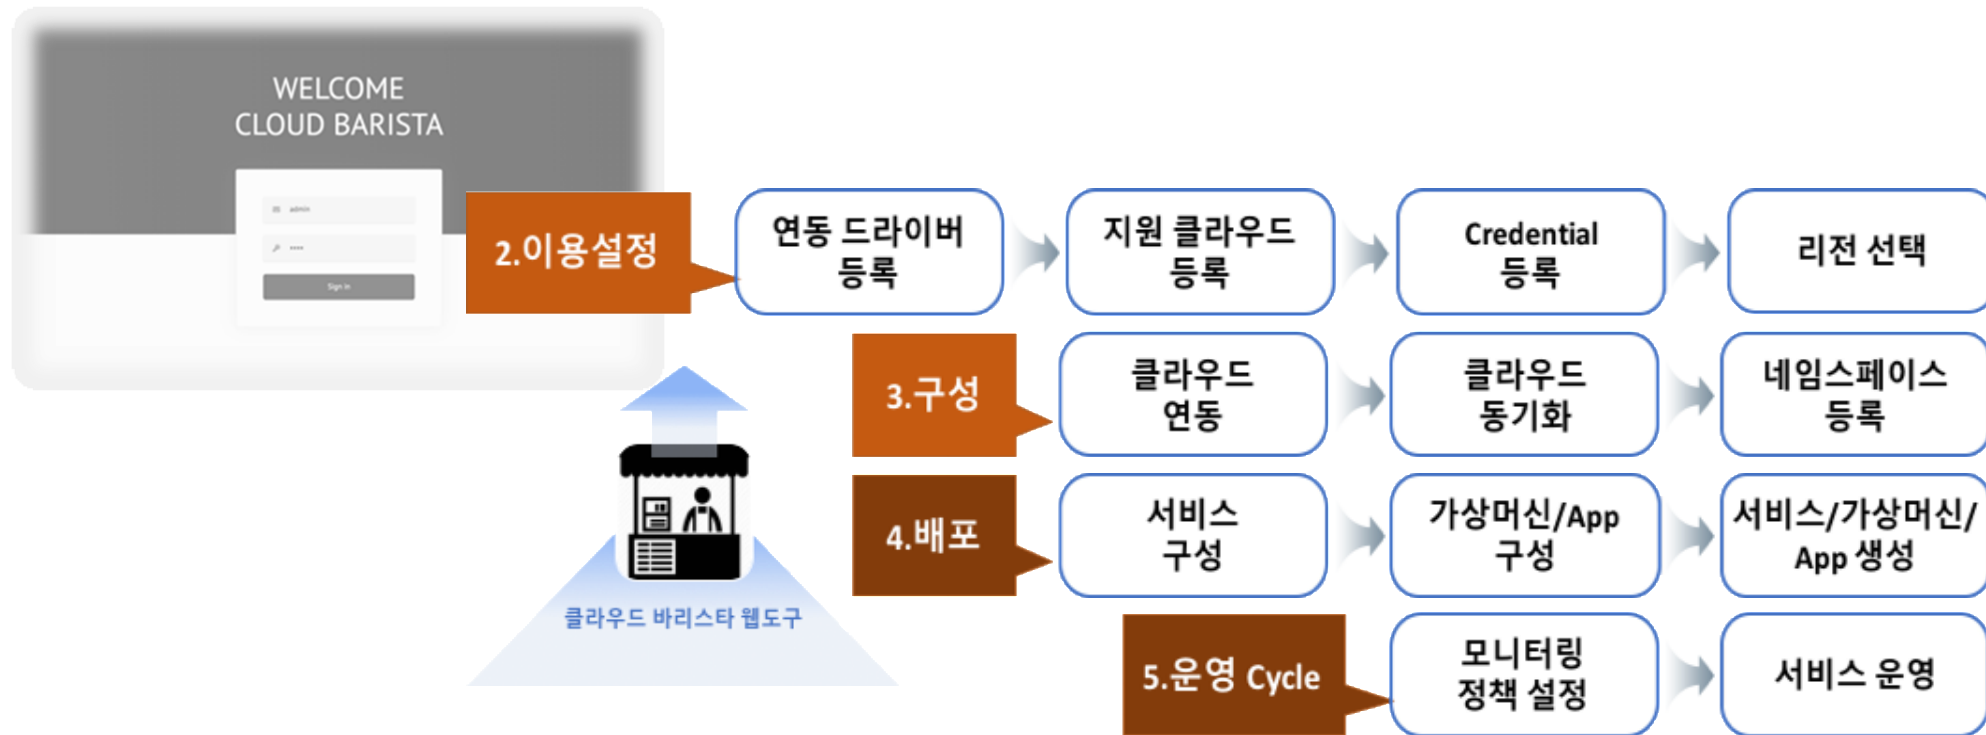 WELCOME
CLOUD BARISTA
admin
Sign in
2.이용설정
연동 드라이버
등록
지원 클라우드
등록
Credential
등록
리전 선택
3.구성
클라우드
연동
클라우드
동기화
네임스페이스
등록
4.배포
서비스
구성
가상머신/App
구성
서비스/가상머신/
App 생성
클라우드 바리스타 웹도구
5.운영 Cycle
모니터링
정책 설정
서비스 운영